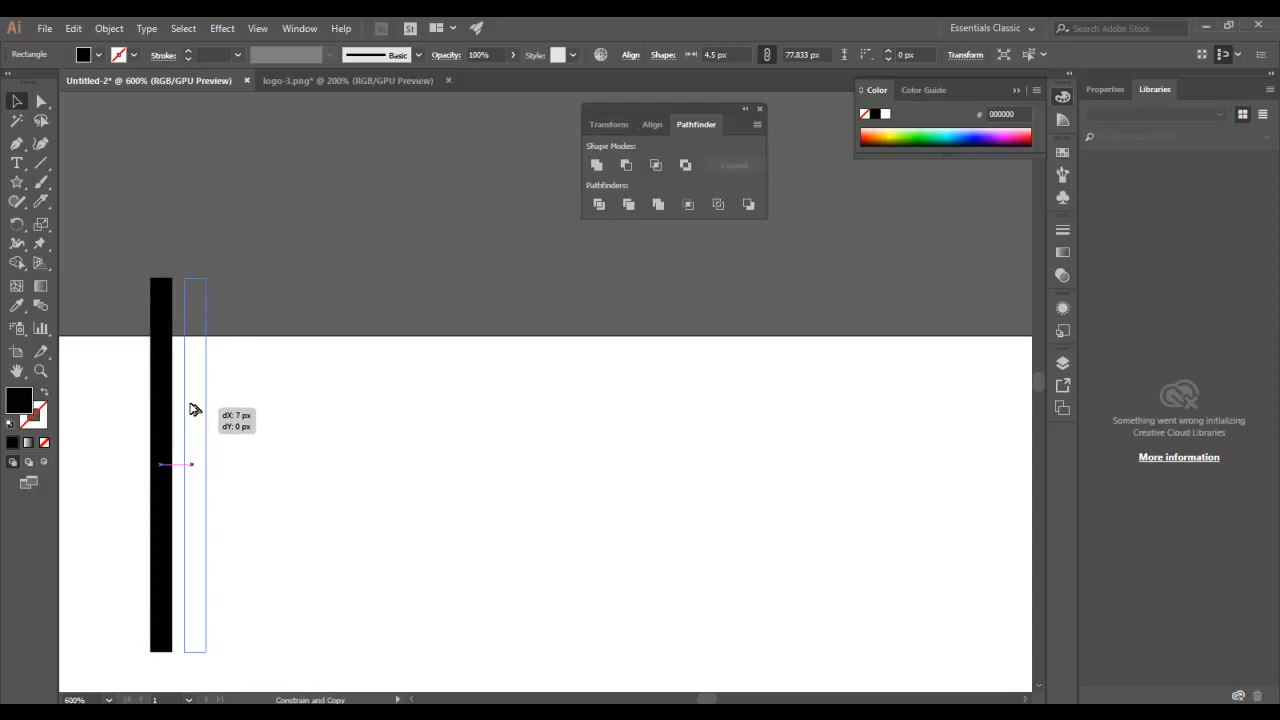 Ai File Edit Object Type Select Effect View Window Help Br St Essentials Classic Search Adobe Stock
Rectangle Stroke: Basic Opacity: 100% Style: Align Shape: 4.5 px 77.833 px 0 px Transform
Untitled-2* @ 600% (RGB/GPU Preview) × logo-3.png* @ 200% (RGB/GPU Preview) ×
Color Color Guide
Properties Libraries
# 000000
Transform Align Pathfinder
Shape Modes:
Expand
Pathfinders:
dX: 7 px
dY: 0 px
Something went wrong initializing
Creative Cloud Libraries
More information
600% 1 Constrain and Copy